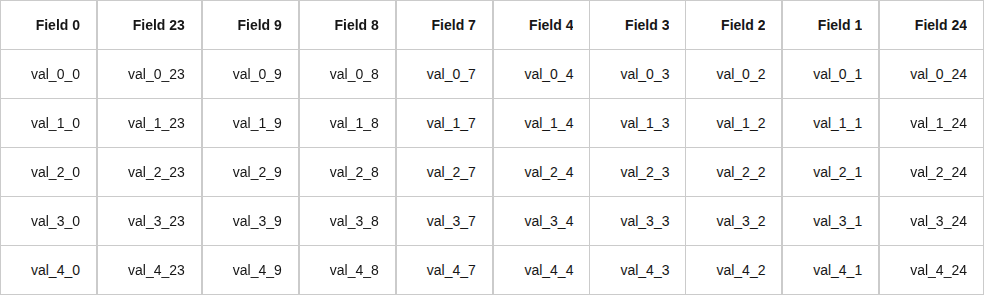 Field 0 Field 23 Field 9 Field 8 Field 7 Field 4 Field 3 Field 2 Field 1 Field 24
val_0_0 val_0_23 val_0_9 val_0_8 val_0_7 val_0_4 val_0_3 val_0_2 val_0_1 val_0_24
val_1_0 val_1_23 val_1_9 val_1_8 val_1_7 val_1_4 val_1_3 val_1_2 val_1_1 val_1_24
val_2_0 val_2_23 val_2_9 val_2_8 val_2_7 val_2_4 val_2_3 val_2_2 val_2_1 val_2_24
val_3_0 val_3_23 val_3_9 val_3_8 val_3_7 val_3_4 val_3_3 val_3_2 val_3_1 val_3_24
val_4_0 val_4_23 val_4_9 val_4_8 val_4_7 val_4_4 val_4_3 val_4_2 val_4_1 val_4_24